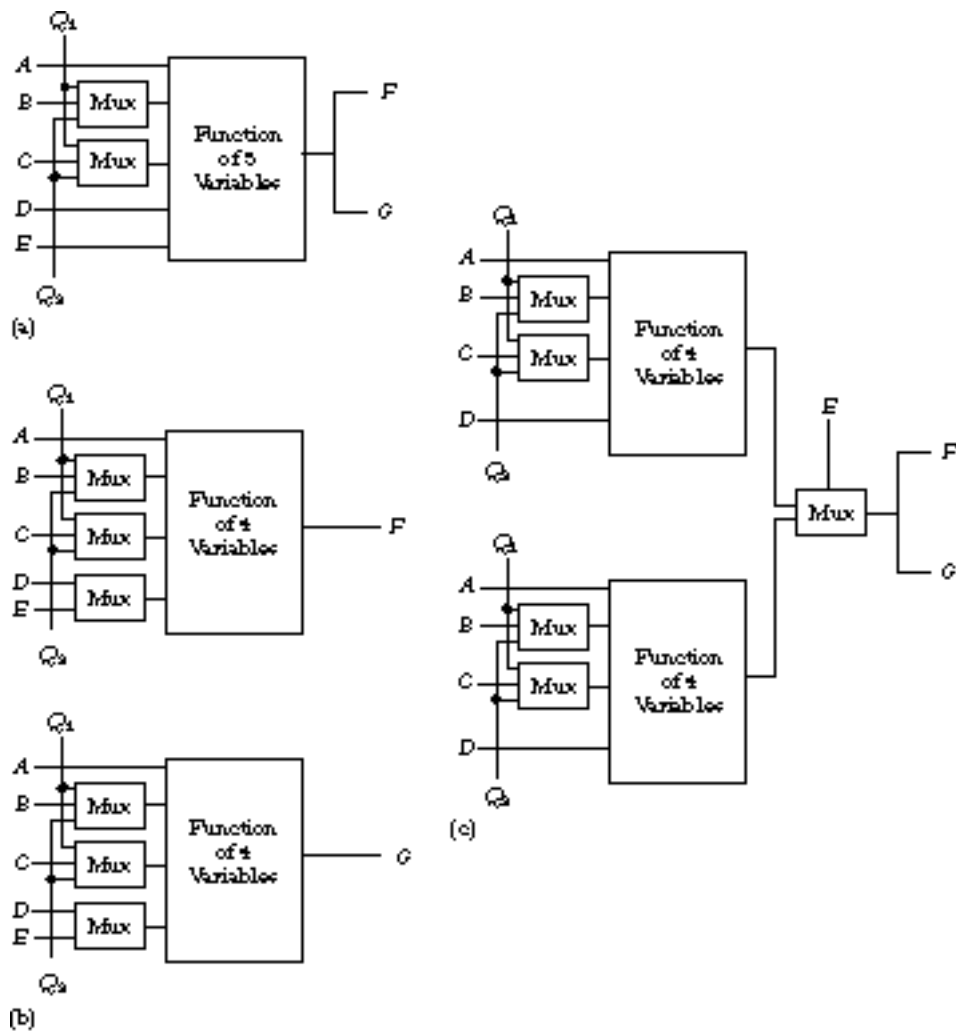 Q1
A
B
Mux
C
Mux
D
E
Function
of 5
Variables
F
G
Q2
(a)
Q1
A
B
Mux
C
Mux
D
E
Mux
Function
of 4
Variables
F
Q2
Q1
A
B
Mux
C
Mux
D
E
Mux
Function
of 4
Variables
G
Q2
(b)
Q1
A
B
Mux
C
Mux
D
Function
of 4
Variables
Q2
E
Mux
F
G
Q1
A
B
Mux
C
Mux
D
Function
of 4
Variables
Q2
(c)